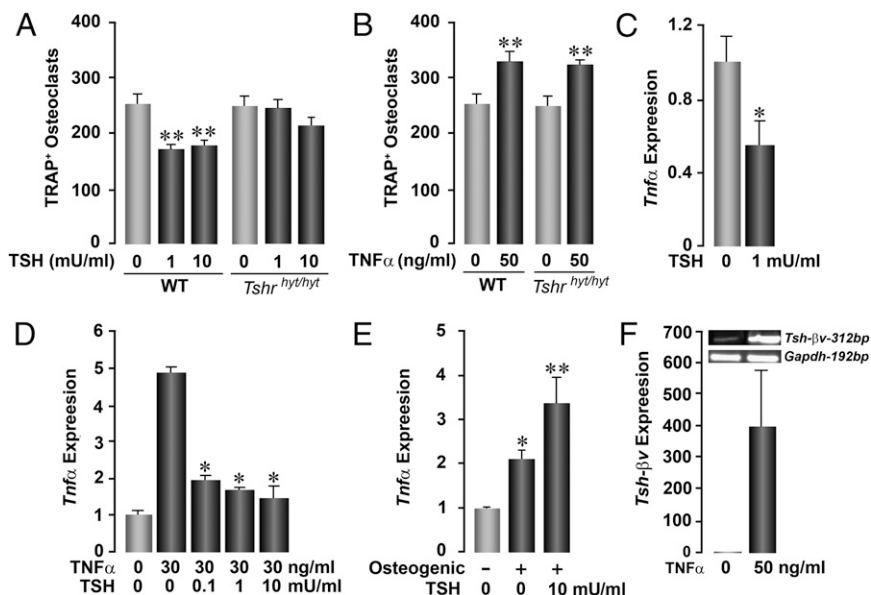 A
TRAP+ Osteoclasts
400
300
200
100
0
**
**
TSH (mU/ml)
0 1 10 0 1 10
WT Tshr hyt/hyt
B
TRAP+ Osteoclasts
400
300
200
100
0
**
**
TNFα (ng/ml)
0 50 0 50
WT Tshr hyt/hyt
C
Tnfα Expreesion
1.2
0.8
0.4
0
*
TSH 0 1 mU/ml
D
Tnfα Expreesion
6
5
4
3
2
1
0
* * *
TNFα 0 30 30 30 30 ng/ml
TSH 0 0 0.1 1 10 mU/ml
E
Tnfα Expreesion
5
4
3
2
1
0
*
**
Osteogenic – + +
TSH 0 0 10 mU/ml
F
Tsh-βv Expreesion
700
600
500
400
300
200
100
0
Tsh-βv-312bp
Gapdh-192bp
TNFα 0 50 ng/ml